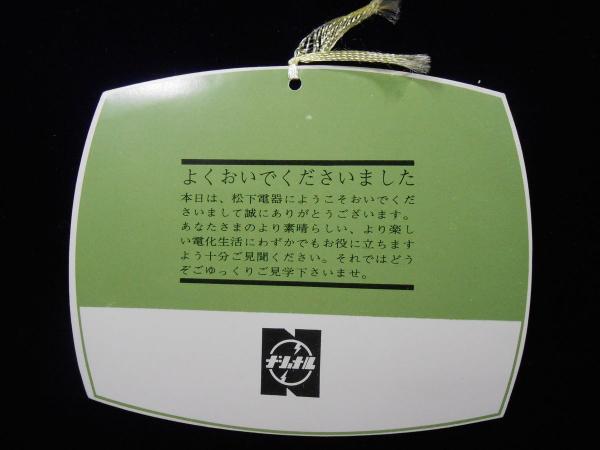 よくおいでくださいました
本日は、松下電器にようこそおいでくだ
さいまして誠にありがとうございます。
あなたさまのより素晴らしい、より楽し
い電化生活にわずかでもお役に立ちます
よう十分ご見聞ください。それではどう
ぞごゆっくりご見学下さいませ。
ナショナル